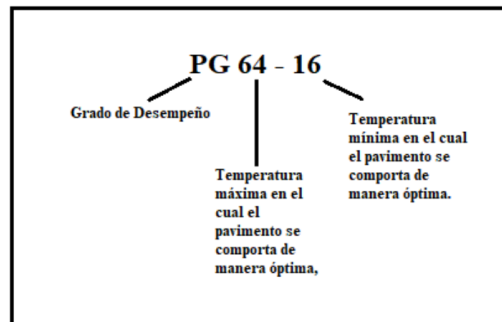 PG 64 - 16
Grado de Desempeño
Temperatura
máxima en el
cual el
pavimento se
comporta de
manera óptima,
Temperatura
mínima en el cual
el pavimento se
comporta de
manera óptima.